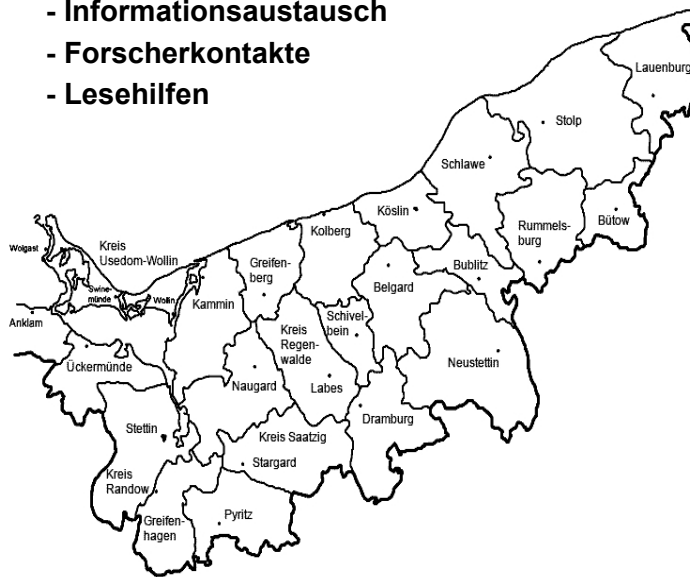 - Informationsaustausch
- Forscherkontakte
- Lesehilfen
Lauenburg
Stolp
Schlawe
Köslin
Kolberg
Rummels-
burg
Bütow
Wolgast
Kreis
Usedom-Wollin
Greifen-
berg
Bublitz
Belgard
Swine-
münde
Wollin
Kammin
Anklam
Schivel-
bein
Kreis
Regen-
walde
Neustettin
Ückermünde
Naugard
Labes
Dramburg
Stettin
Kreis Saatzig
Stargard
Kreis
Randow
Greifen-
hagen
Pyritz